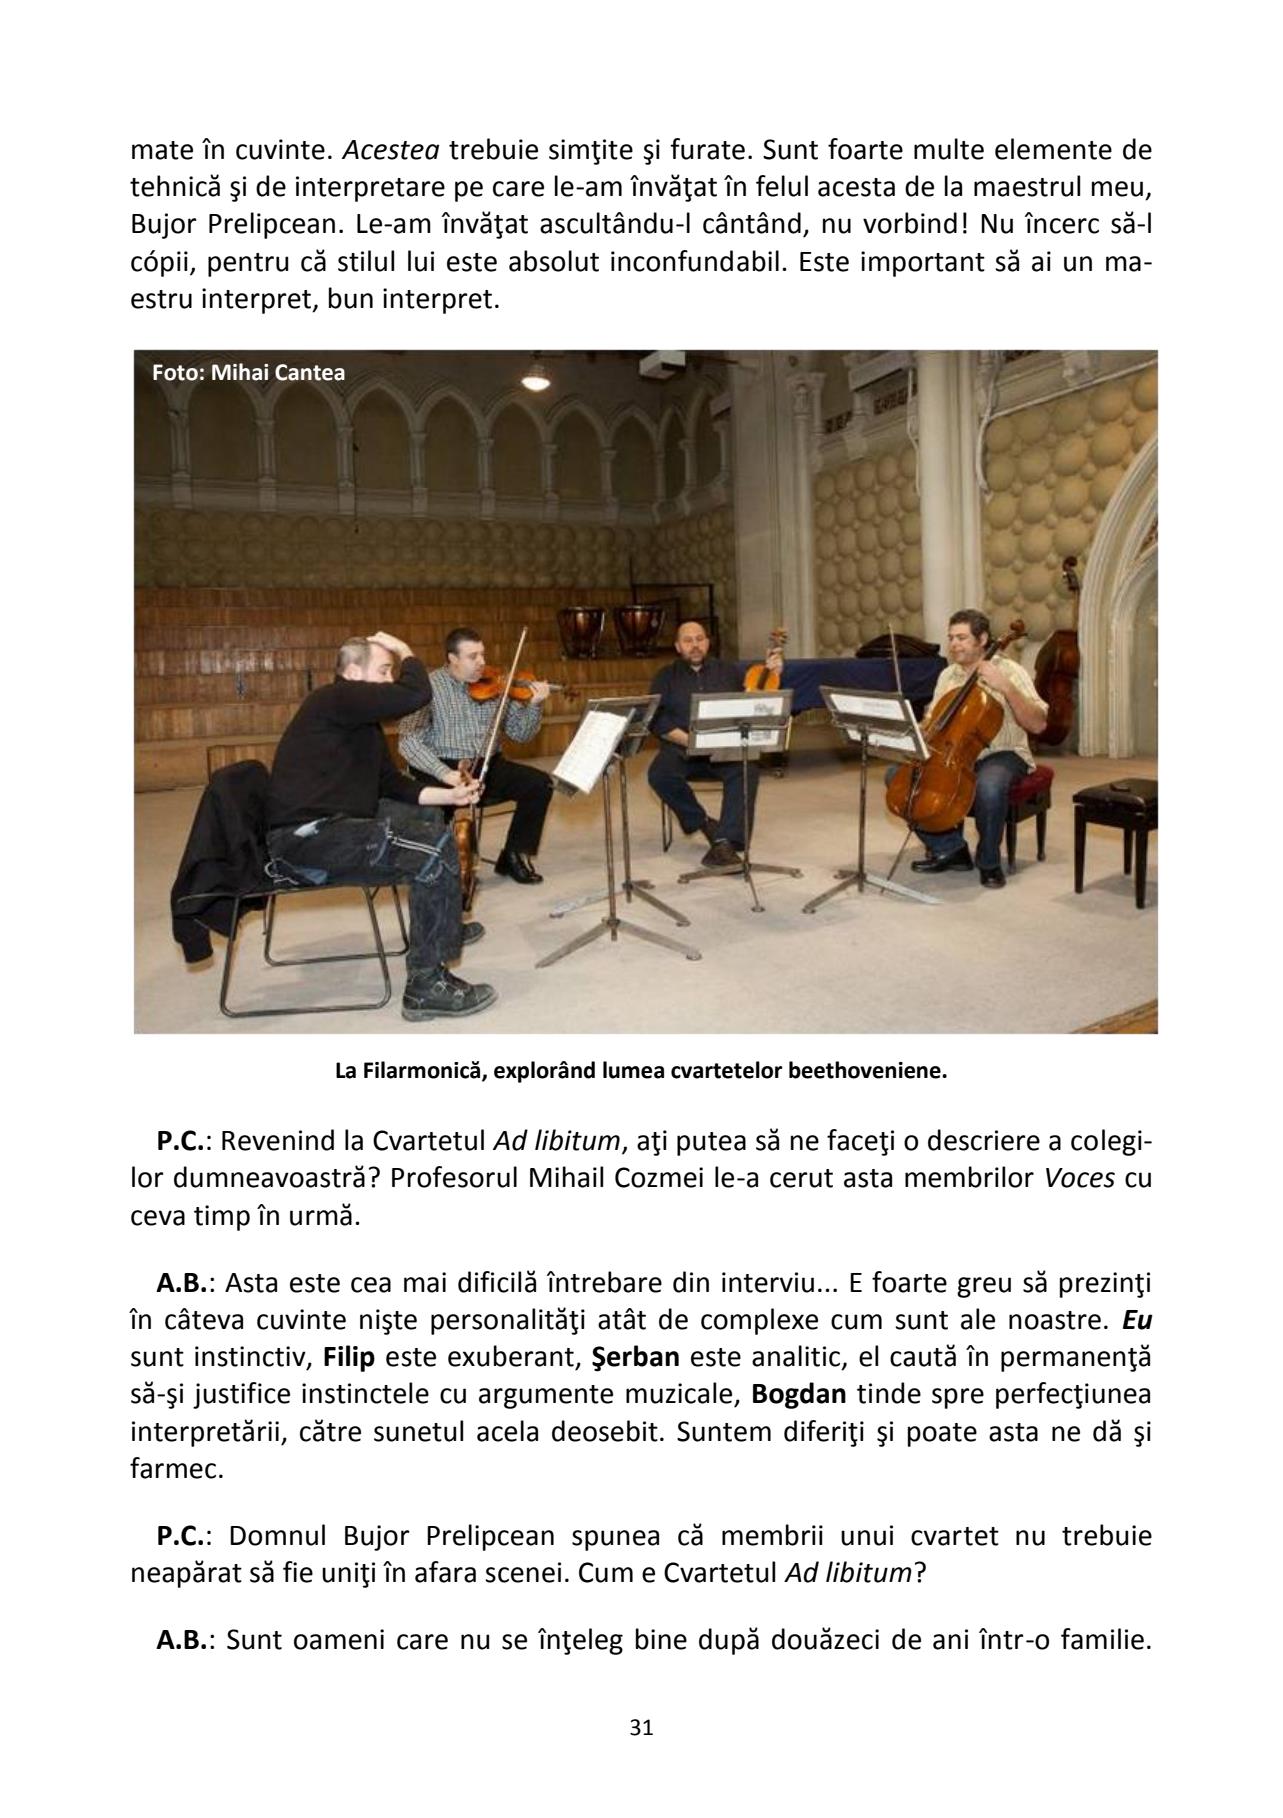 mate în cuvinte. Acestea trebuie simţite şi furate. Sunt foarte multe elemente de
tehnică şi de interpretare pe care le-am învăţat în felul acesta de la maestrul meu,
Bujor Prelipcean. Le-am învăţat ascultându-l cântând, nu vorbind! Nu încerc să-l
cópii, pentru că stilul lui este absolut inconfundabil. Este important să ai un ma-
estru interpret, bun interpret.
Foto: Mihai Cantea
La Filarmonică, explorând lumea cvartetelor beethoveniene.
P.C.: Revenind la Cvartetul Ad libitum, aţi putea să ne faceţi o descriere a colegi-
lor dumneavoastră? Profesorul Mihail Cozmei le-a cerut asta membrilor Voces cu
ceva timp în urmă.
A.B.: Asta este cea mai dificilă întrebare din interviu... E foarte greu să prezinţi
în câteva cuvinte nişte personalităţi atât de complexe cum sunt ale noastre. Eu
sunt instinctiv, Filip este exuberant, Şerban este analitic, el caută în permanenţă
să-şi justifice instinctele cu argumente muzicale, Bogdan tinde spre perfecţiunea
interpretării, către sunetul acela deosebit. Suntem diferiţi şi poate asta ne dă şi
farmec.
P.C.: Domnul Bujor Prelipcean spunea că membrii unui cvartet nu trebuie
neapărat să fie uniţi în afara scenei. Cum e Cvartetul Ad libitum?
A.B.: Sunt oameni care nu se înţeleg bine după douăzeci de ani într-o familie.
31